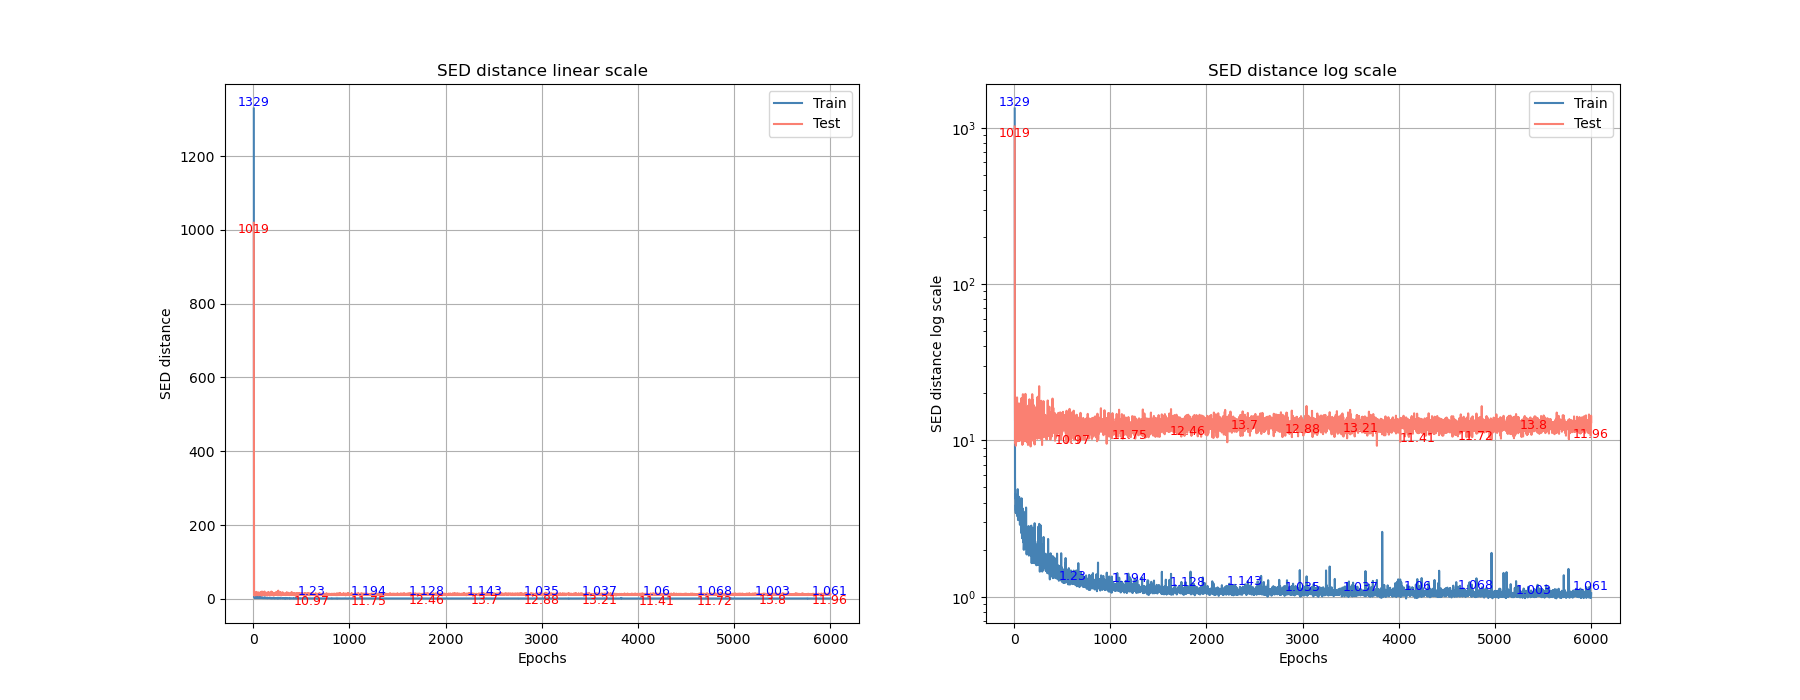 SED distance linear scale
1329
1019
Train
Test
1200
1000
800
600
400
200
0
SED distance
1.23 1.194 1.128 1.143 1.035 1.037 1.06 1.068 1.003 1.061
10.97 11.75 12.46 13.7 12.88 13.21 11.41 11.72 13.8 11.96
0 1000 2000 3000 4000 5000 6000
Epochs
SED distance log scale
1329
1019
Train
Test
10³
10²
10¹
10⁰
SED distance log scale
10.97 11.75 12.46 13.7 12.88 13.21 11.41 11.72 13.8 11.96
1.23 1.194 1.128 1.143 1.035 1.037 1.06 1.068 1.003 1.061
0 1000 2000 3000 4000 5000 6000
Epochs